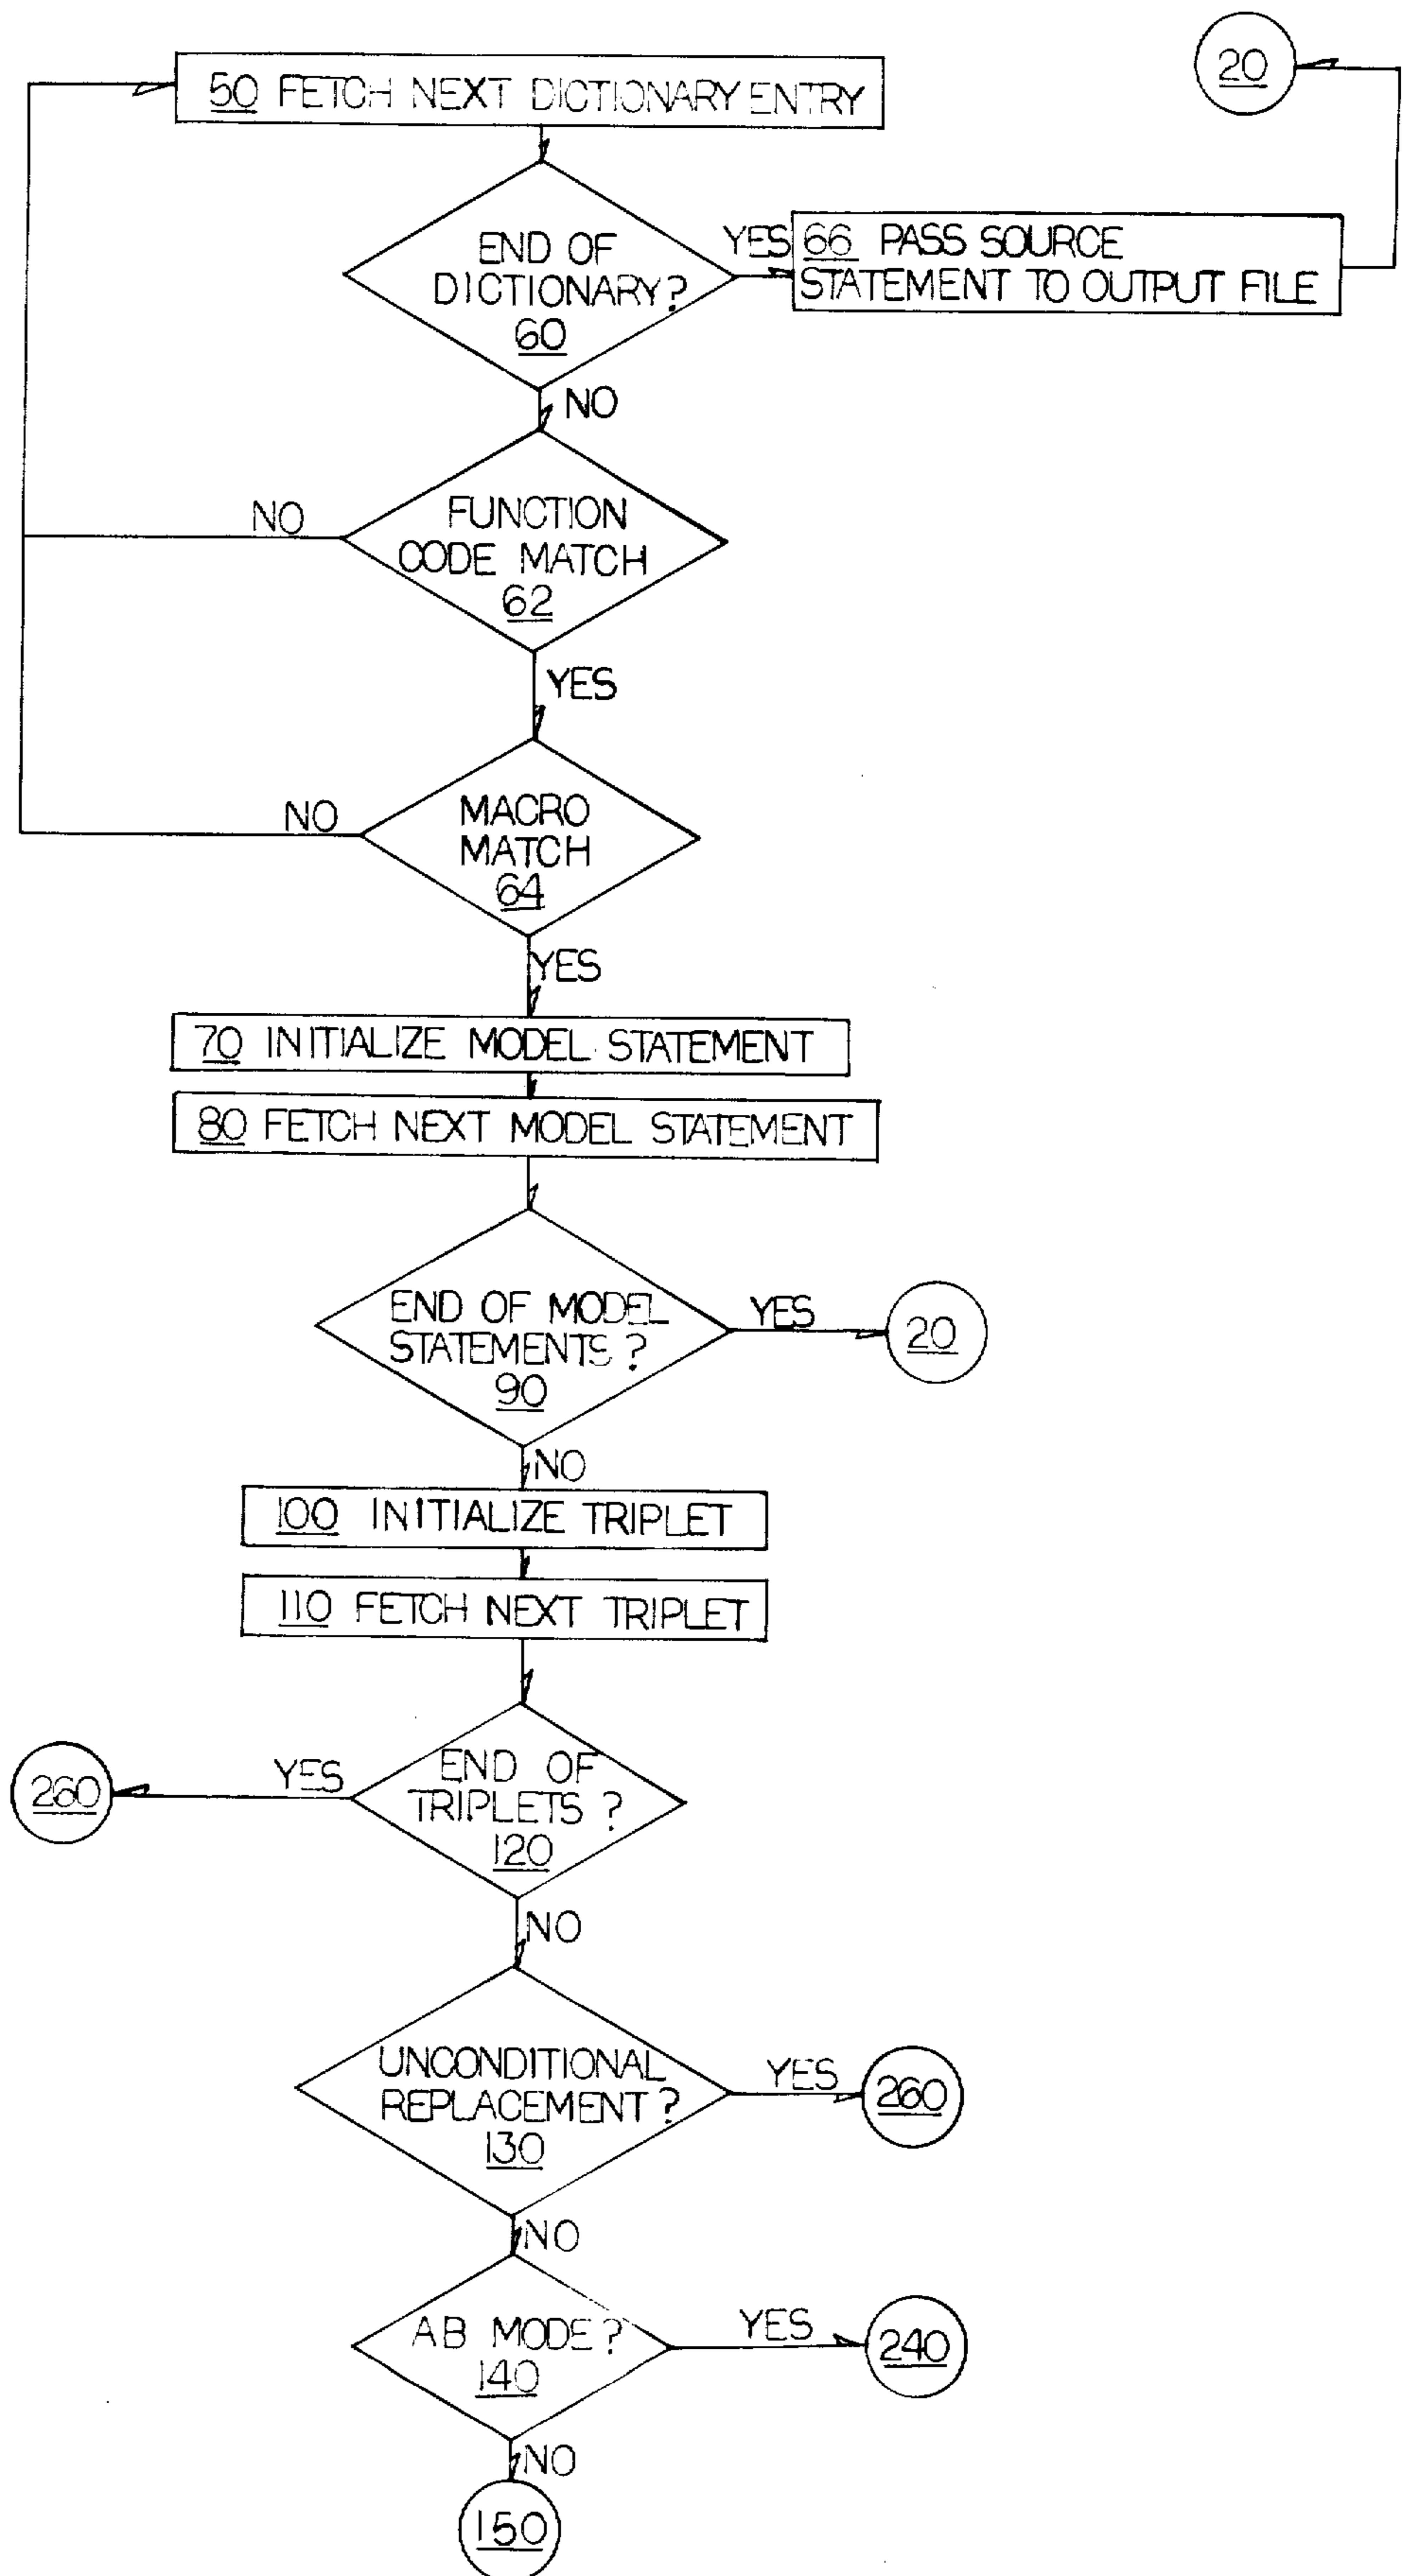 20
50 FETCH NEXT DICTIONARY ENTRY
END OF
DICTIONARY?
60
YES
66 PASS SOURCE
STATEMENT TO OUTPUT FILE
NO
FUNCTION
CODE MATCH
62
NO
YES
MACRO
MATCH
64
NO
YES
70 INITIALIZE MODEL STATEMENT
80 FETCH NEXT MODEL STATEMENT
END OF MODEL
STATEMENTS?
90
YES
20
NO
100 INITIALIZE TRIPLET
110 FETCH NEXT TRIPLET
END OF
TRIPLETS?
120
YES
260
NO
UNCONDITIONAL
REPLACEMENT?
130
YES
260
NO
AB MODE?
140
YES
240
NO
150